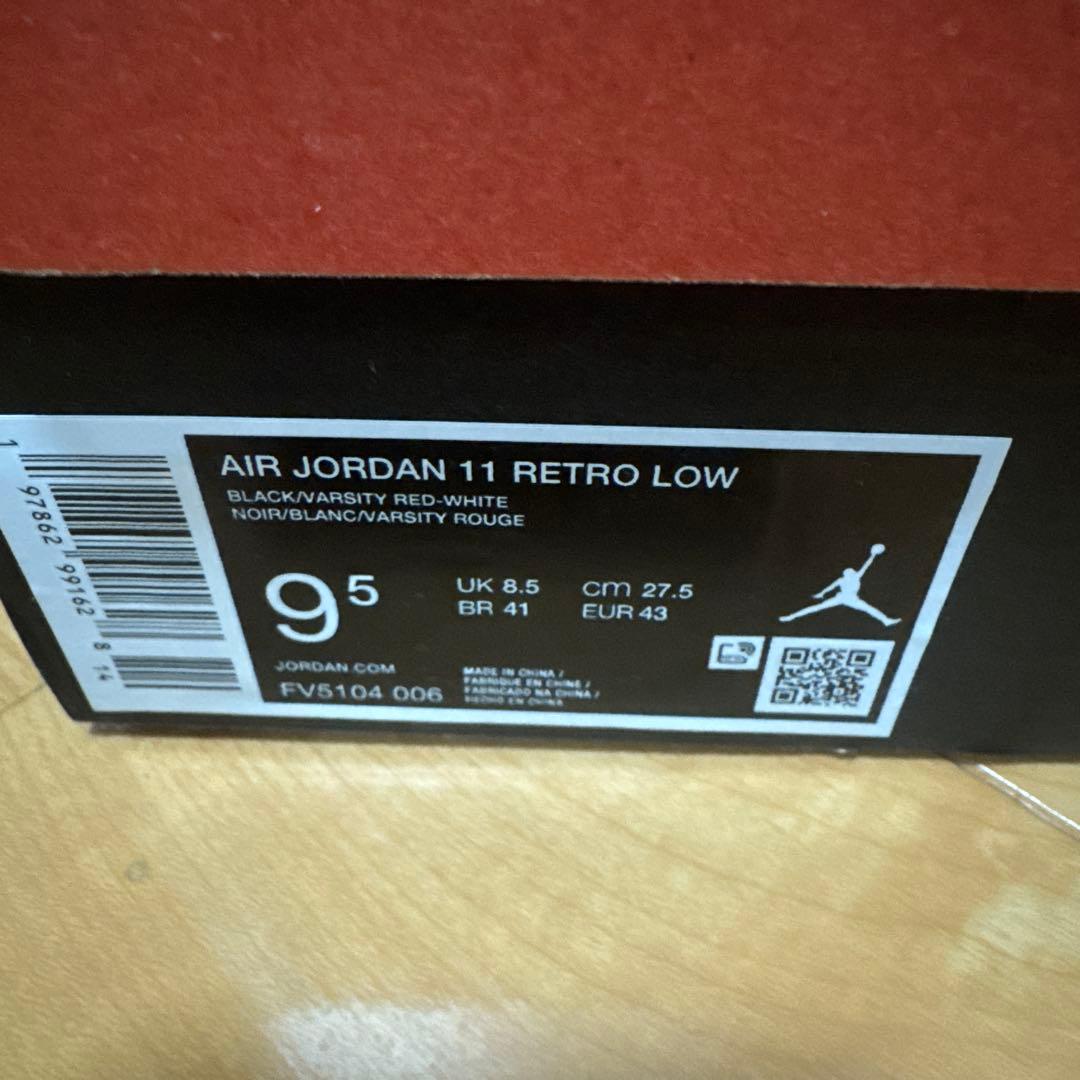 AIR JORDAN 11 RETRO LOW
BLACK/VARSITY RED-WHITE
NOIR/BLANC/VARSITY ROUGE
9 5
UK 8.5 cm 27.5
BR 41 EUR 43
JORDAN.COM
FV5104 006
MADE IN CHINA /
FABRIQUE EN CHINE /
FABRICADO NA CHINA /
HECHO EN CHINA
1 97862 99162 8 14